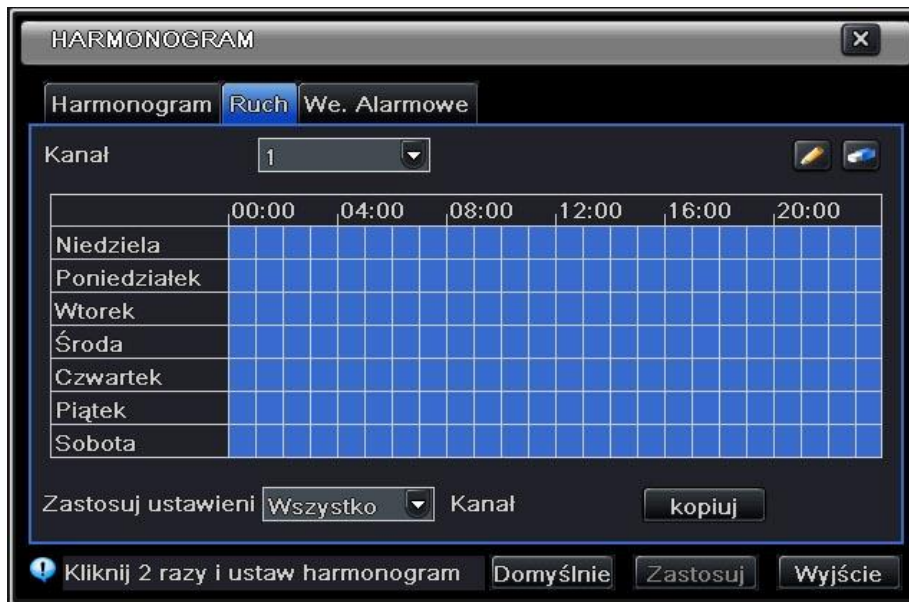 HARMONOGRAM
Harmonogram Ruch We. Alarmowe
Kanał 1
00:00 04:00 08:00 12:00 16:00 20:00
Niedziela
Poniedziałek
Wtorek
Środa
Czwartek
Piątek
Sobota
Zastosuj ustawieni Wszystko Kanał kopiuj
Kliknij 2 razy i ustaw harmonogram Domyślnie Zastosuj Wyjście